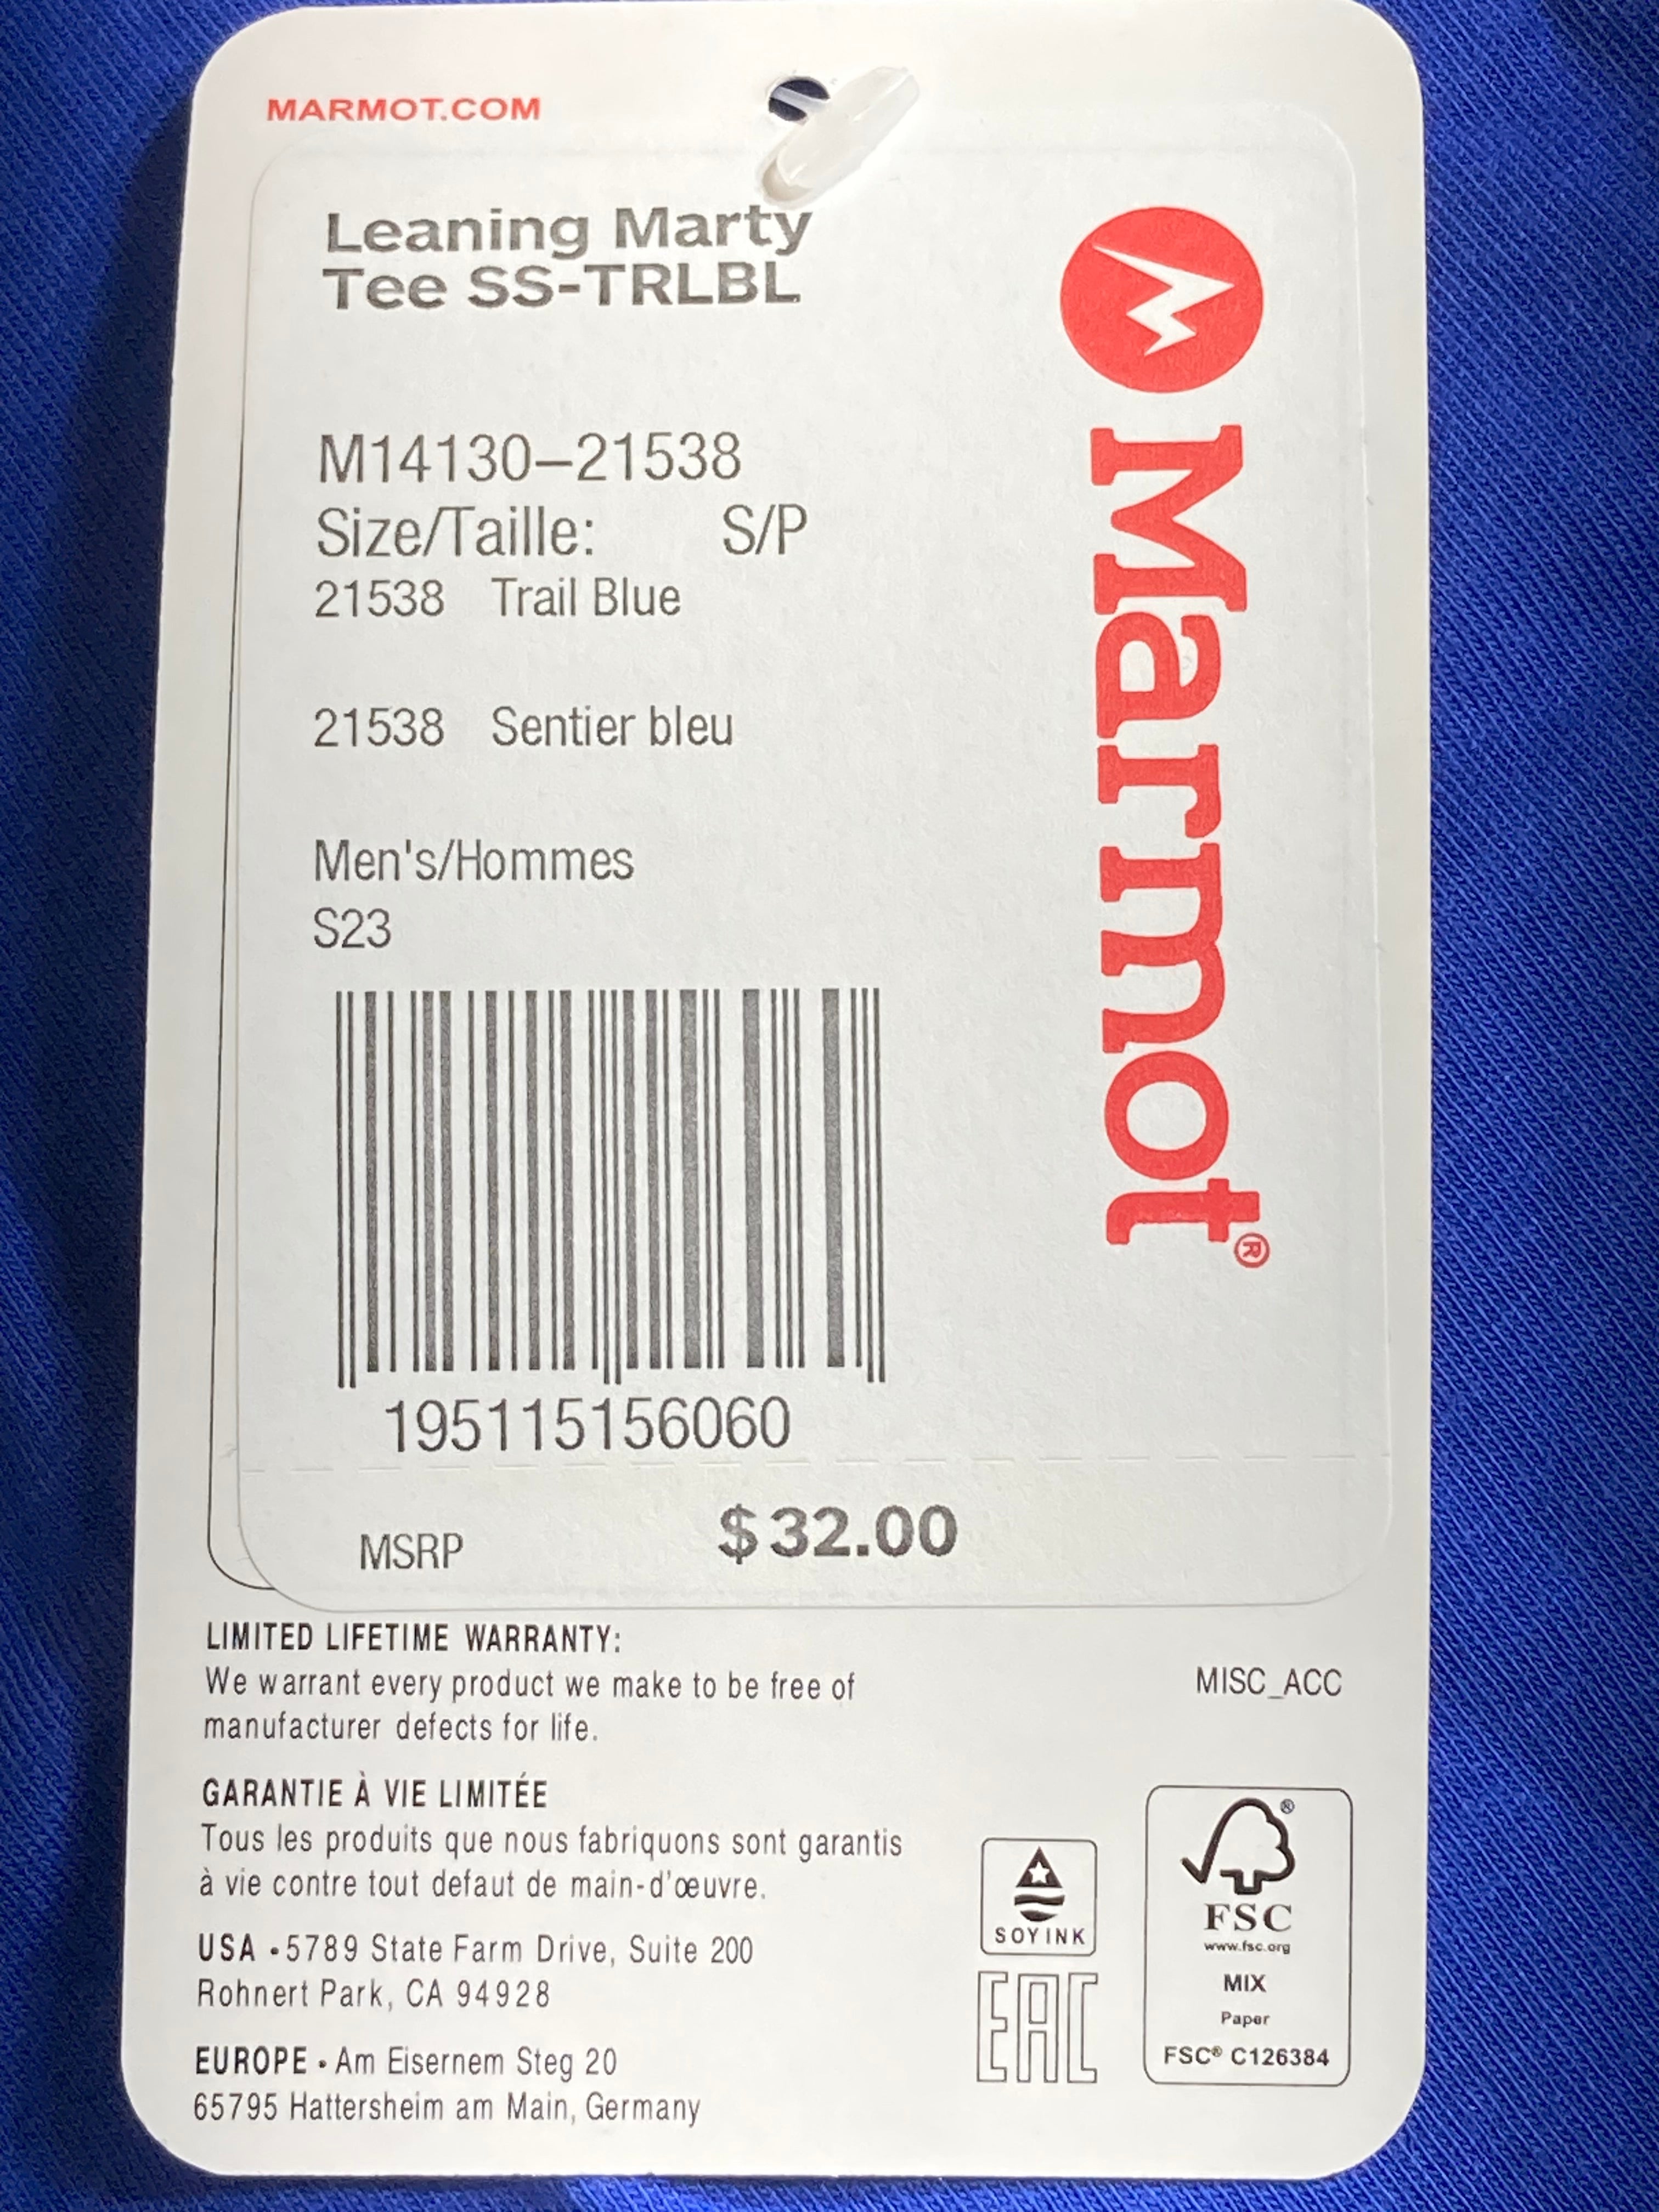 MARMOT.COM
Leaning Marty
Tee SS-TRLBL
M14130–21538
Size/Taille: S/P
21538 Trail Blue
21538 Sentier bleu
Men's/Hommes
S23
195115156060
MSRP $32.00
Marmot®
LIMITED LIFETIME WARRANTY:
We warrant every product we make to be free of
manufacturer defects for life.
MISC_ACC
GARANTIE À VIE LIMITÉE
Tous les produits que nous fabriquons sont garantis
à vie contre tout defaut de main-d'œuvre.
USA • 5789 State Farm Drive, Suite 200
Rohnert Park, CA 94928
EUROPE • Am Eisernem Steg 20
65795 Hattersheim am Main, Germany
SOY INK
EAC
®
FSC
www.fsc.org
MIX
Paper
FSC® C126384